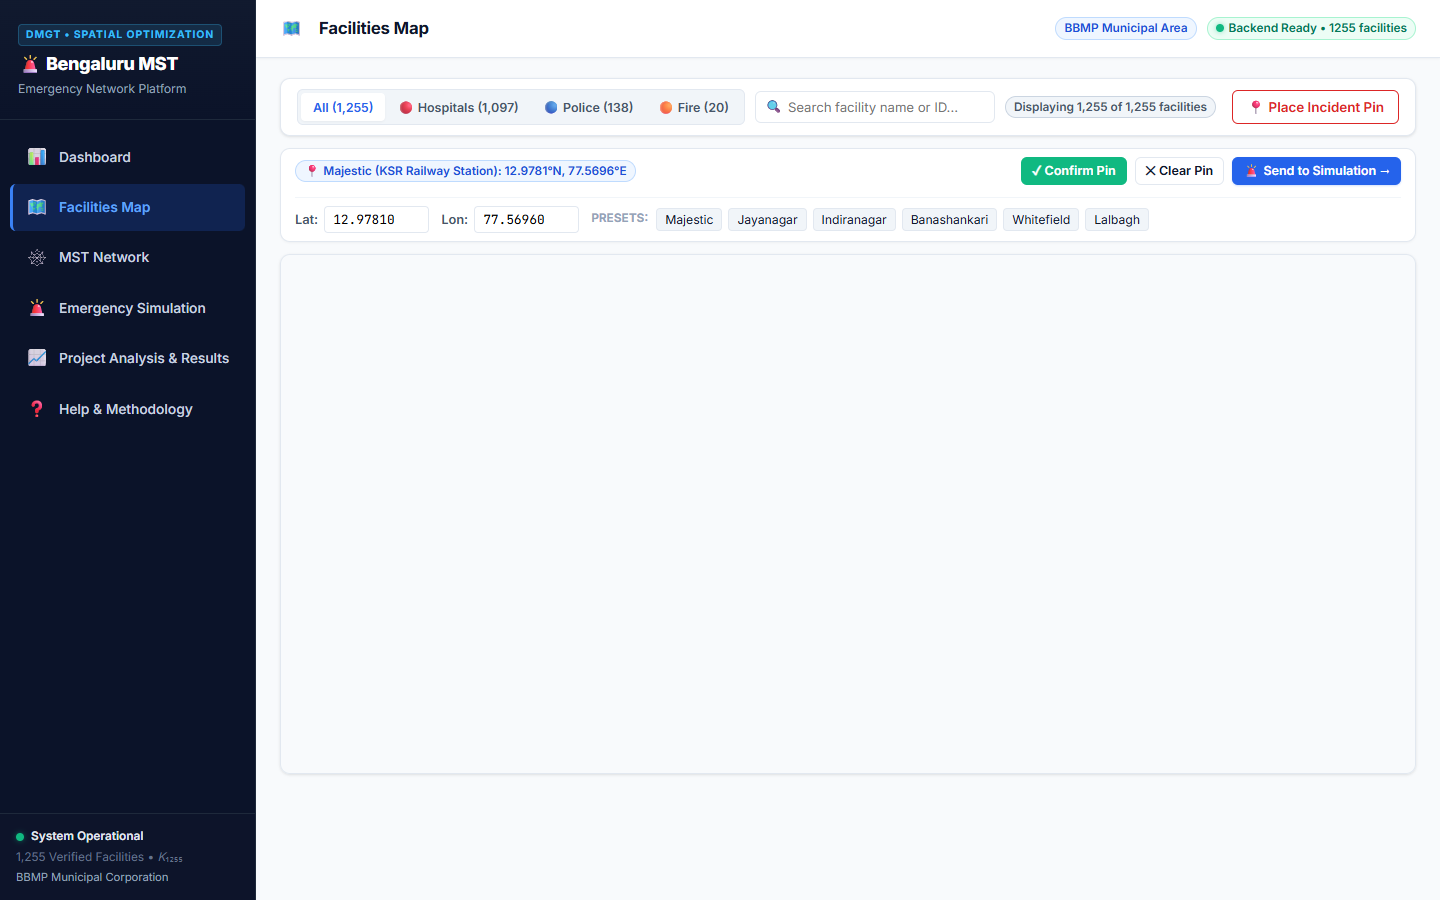 DMGT • SPATIAL OPTIMIZATION
Bengaluru MST
Emergency Network Platform
Dashboard
Facilities Map
MST Network
Emergency Simulation
Project Analysis & Results
Help & Methodology
System Operational
1,255 Verified Facilities • K₁₂₅₅
BBMP Municipal Corporation
Facilities Map
BBMP Municipal Area
Backend Ready • 1255 facilities
All (1,255)
Hospitals (1,097)
Police (138)
Fire (20)
Search facility name or ID...
Displaying 1,255 of 1,255 facilities
Place Incident Pin
Majestic (KSR Railway Station): 12.9781°N, 77.5696°E
✓ Confirm Pin
✕ Clear Pin
Send to Simulation →
Lat: 12.97810
Lon: 77.56960
PRESETS:
Majestic
Jayanagar
Indiranagar
Banashankari
Whitefield
Lalbagh